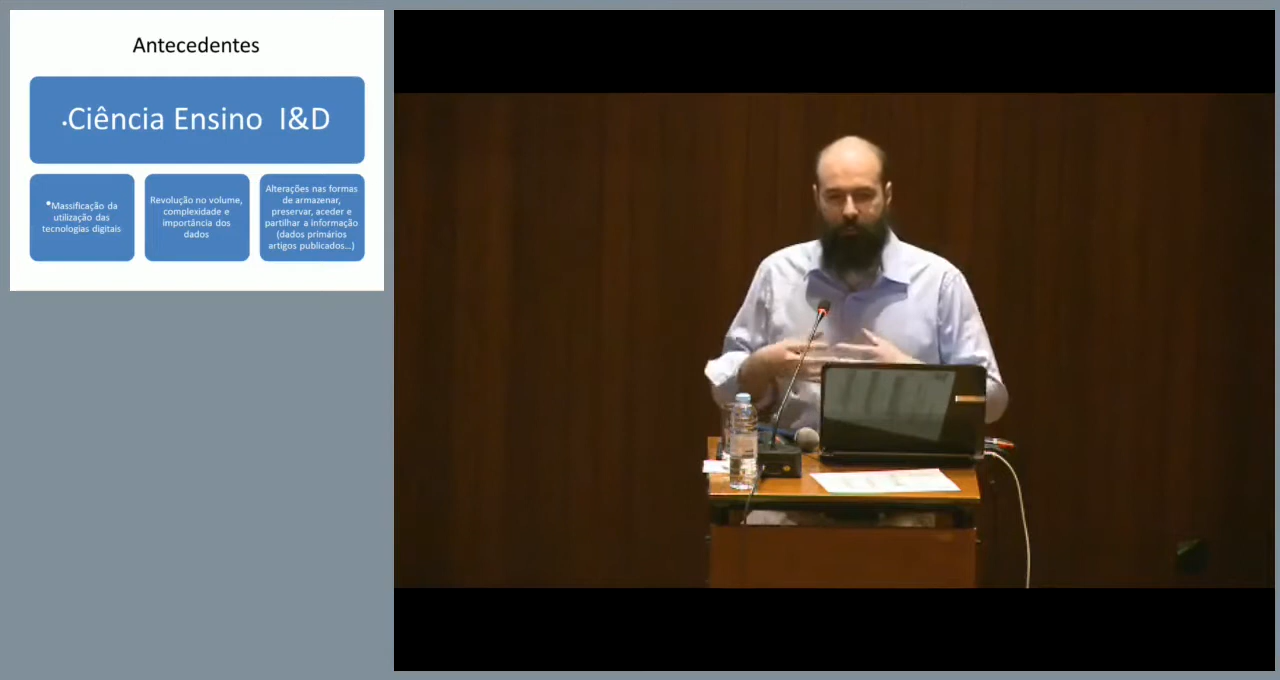 Antecedentes
•Ciência Ensino I&D
•Massificação da
utilização das
tecnologias digitais
Revolução no volume,
complexidade e
importância dos
dados
Alterações nas formas
de armazenar,
preservar, aceder e
partilhar a informação
(dados primários
artigos publicados...)